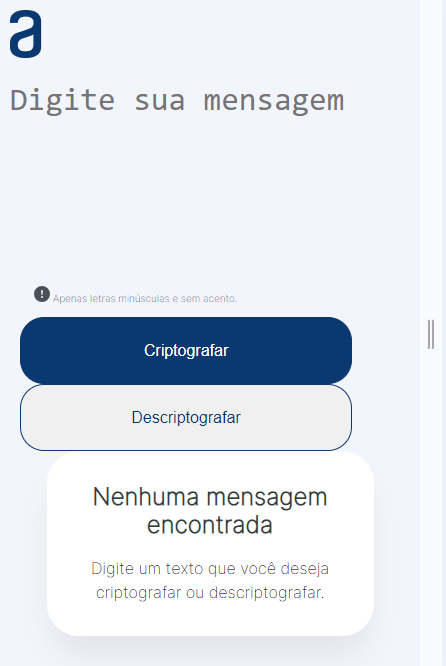 a
Digite sua mensagem
! Apenas letras minúsculas e sem acento.
Criptografar
Descriptografar
Nenhuma mensagem
encontrada
Digite um texto que você deseja
criptografar ou descriptografar.